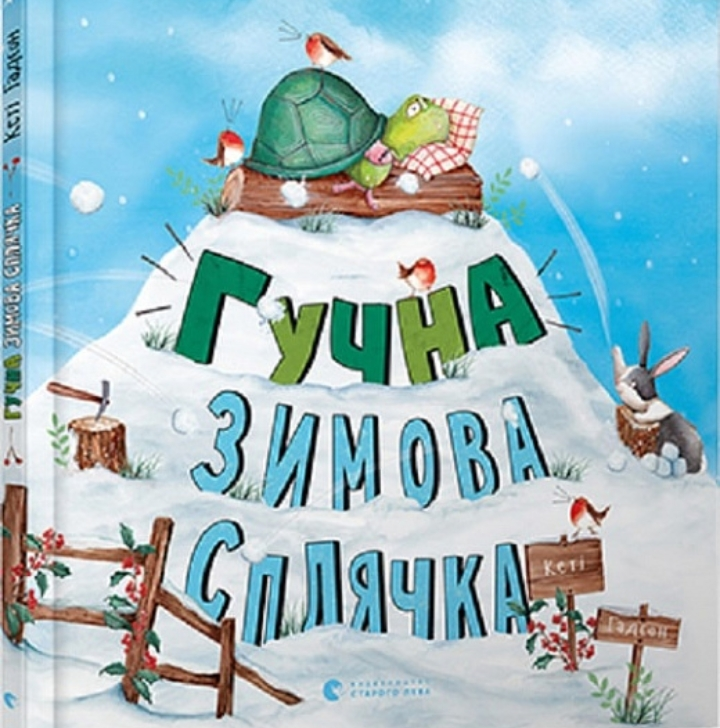 Кеті Гадсон ГУЧНА ЗИМОВА СПЛЯЧКА
ГУЧНА
ЗИМОВА
СПЛЯЧКА
Кеті
Гадсон
ВИДАВНИЦТВО
СТАРОГО ЛЕВА